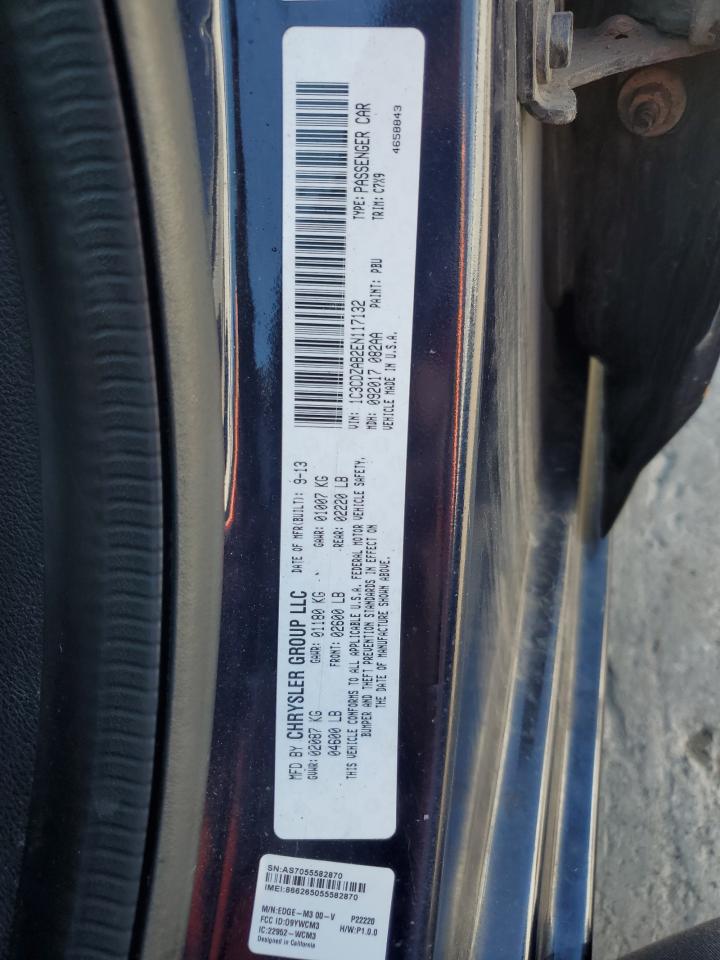 MFD BY CHRYSLER GROUP LLC DATE OF MFR(BUILT): 9-13
GVWR: 02087 KG GAWR: 01180 KG GAWR: 01007 KG
04600 LB FRONT: 02600 LB REAR: 02220 LB
THIS VEHICLE CONFORMS TO ALL APPLICABLE U.S.A. FEDERAL MOTOR VEHICLE SAFETY,
BUMPER AND THEFT PREVENTION STANDARDS IN EFFECT ON
THE DATE OF MANUFACTURE SHOWN ABOVE.
VIN: 1C3CDZAB2EN117132 TYPE: PASSENGER CAR
MDH: 092017 082AA PAINT: PBU TRIM: C7X9
VEHICLE MADE IN U.S.A. 4658843
SN:AS7055582870
IMEI:866265055582870
M/N:EDGE-M3 00-V P22220
FCC ID:O9YWCM3 H/W:P1.0.0
IC:22952-WCM3
Designed in California